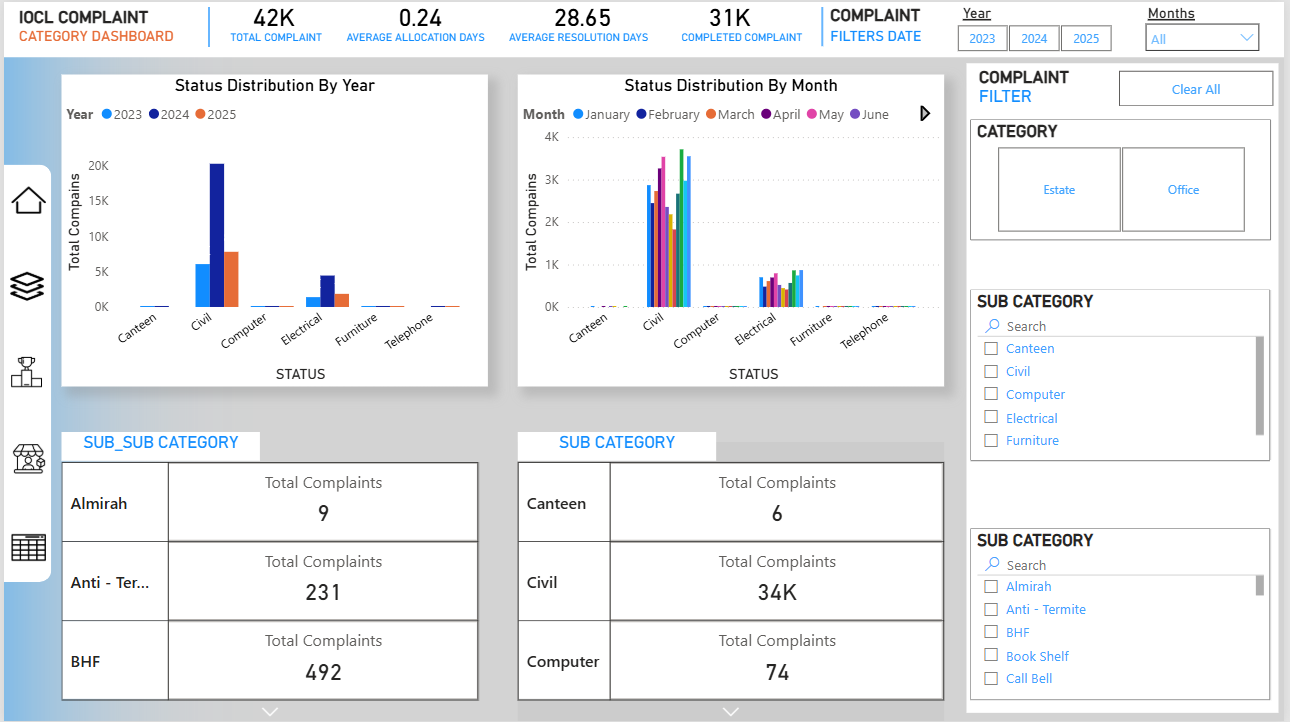 IOCL COMPLAINT
CATEGORY DASHBOARD
42K
TOTAL COMPLAINT
0.24
AVERAGE ALLOCATION DAYS
28.65
AVERAGE RESOLUTION DAYS
31K
COMPLETED COMPLAINT
COMPLAINT
FILTERS DATE
Year
2023 2024 2025
Months
All
Status Distribution By Year
Year 2023 2024 2025
Total Compains
20K
15K
10K
5K
0K
Canteen Civil Computer Electrical Furniture Telephone
STATUS
Status Distribution By Month
Month January February March April May June
Total Compains
4K
3K
2K
1K
0K
Canteen Civil Computer Electrical Furniture Telephone
STATUS
COMPLAINT
FILTER
Clear All
CATEGORY
Estate Office
SUB CATEGORY
Search
Canteen
Civil
Computer
Electrical
Furniture
SUB_SUB CATEGORY
Almirah
Total Complaints
9
Anti - Ter...
Total Complaints
231
BHF
Total Complaints
492
SUB CATEGORY
Canteen
Total Complaints
6
Civil
Total Complaints
34K
Computer
Total Complaints
74
SUB CATEGORY
Search
Almirah
Anti - Termite
BHF
Book Shelf
Call Bell